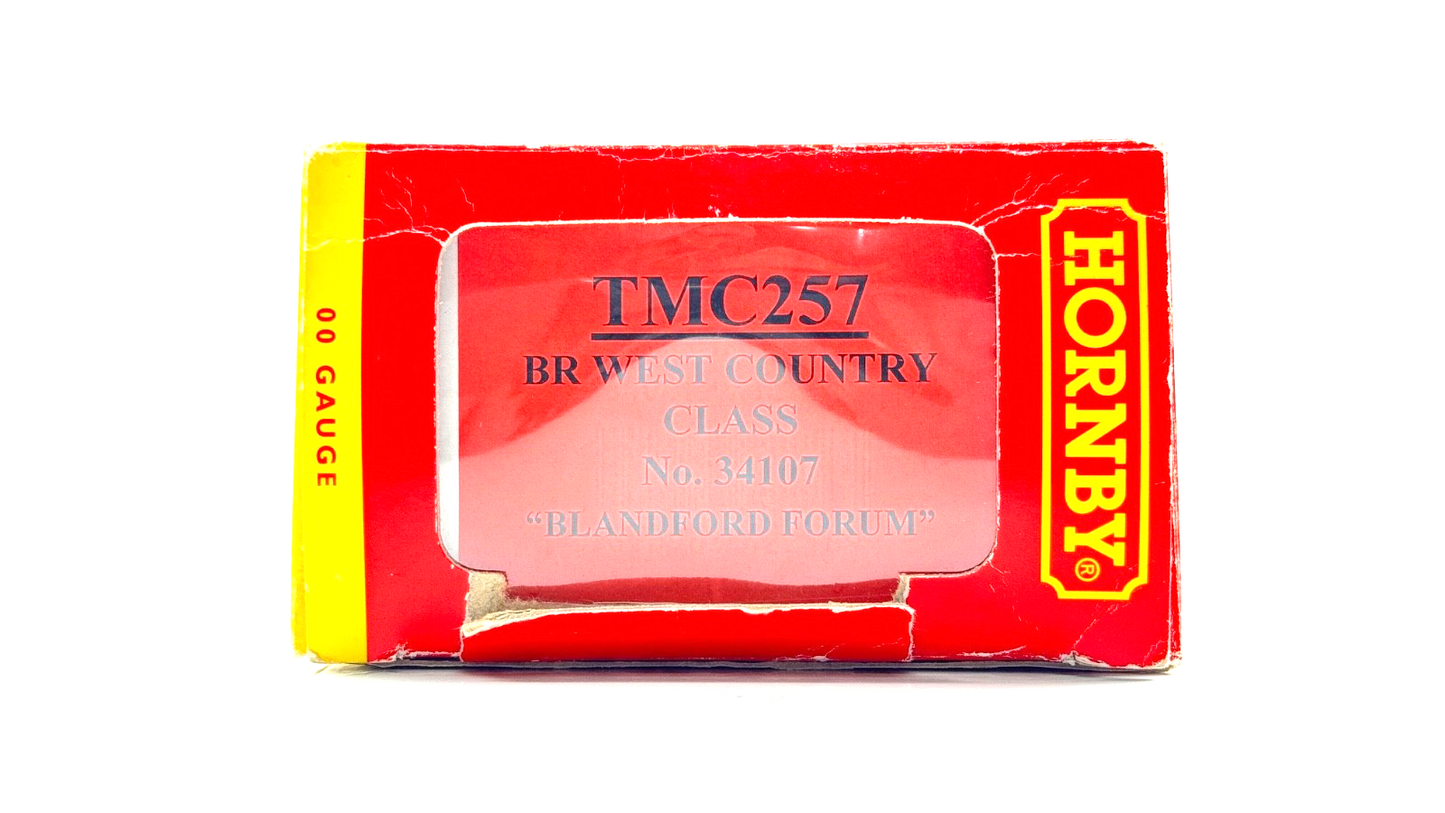 00 GAUGE
TMC257
BR WEST COUNTRY
CLASS
No. 34107
“BLANDFORD FORUM”
HORNBY®